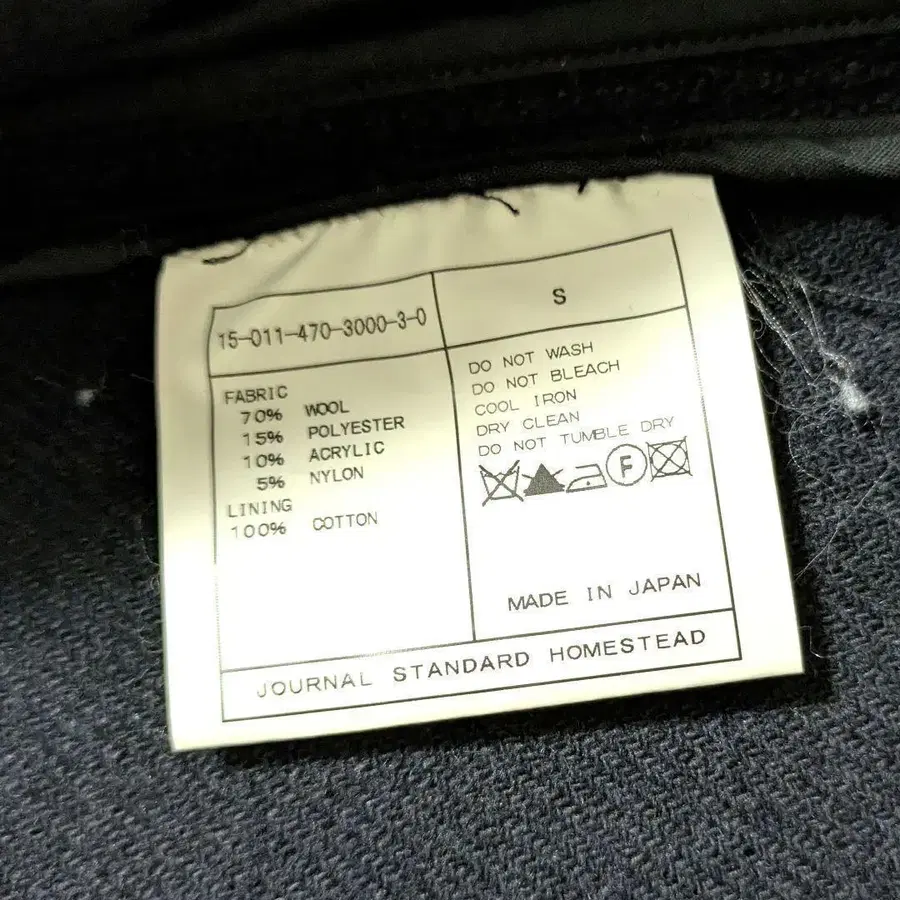 15-011-470-3000-3-0
S
FABRIC
70% WOOL
15% POLYESTER
10% ACRYLIC
5% NYLON
LINING
100% COTTON
DO NOT WASH
DO NOT BLEACH
COOL IRON
DRY CLEAN
DO NOT TUMBLE DRY
F
MADE IN JAPAN
JOURNAL STANDARD HOMESTEAD